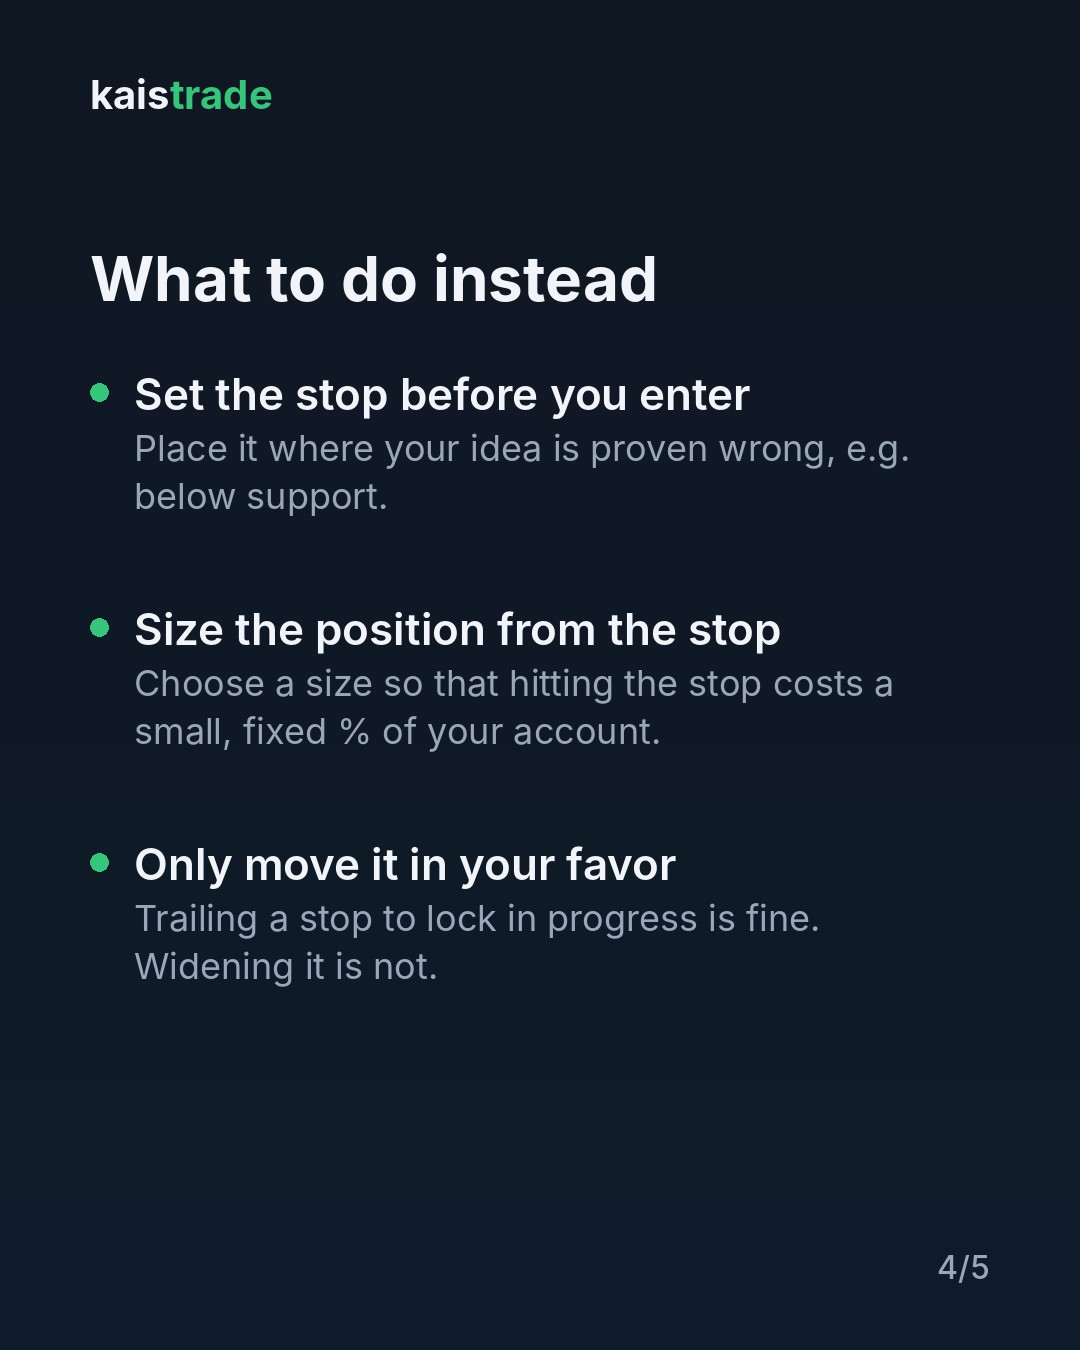 kaistrade
What to do instead
Set the stop before you enter
Place it where your idea is proven wrong, e.g.
below support.
Size the position from the stop
Choose a size so that hitting the stop costs a
small, fixed % of your account.
Only move it in your favor
Trailing a stop to lock in progress is fine.
Widening it is not.
4/5